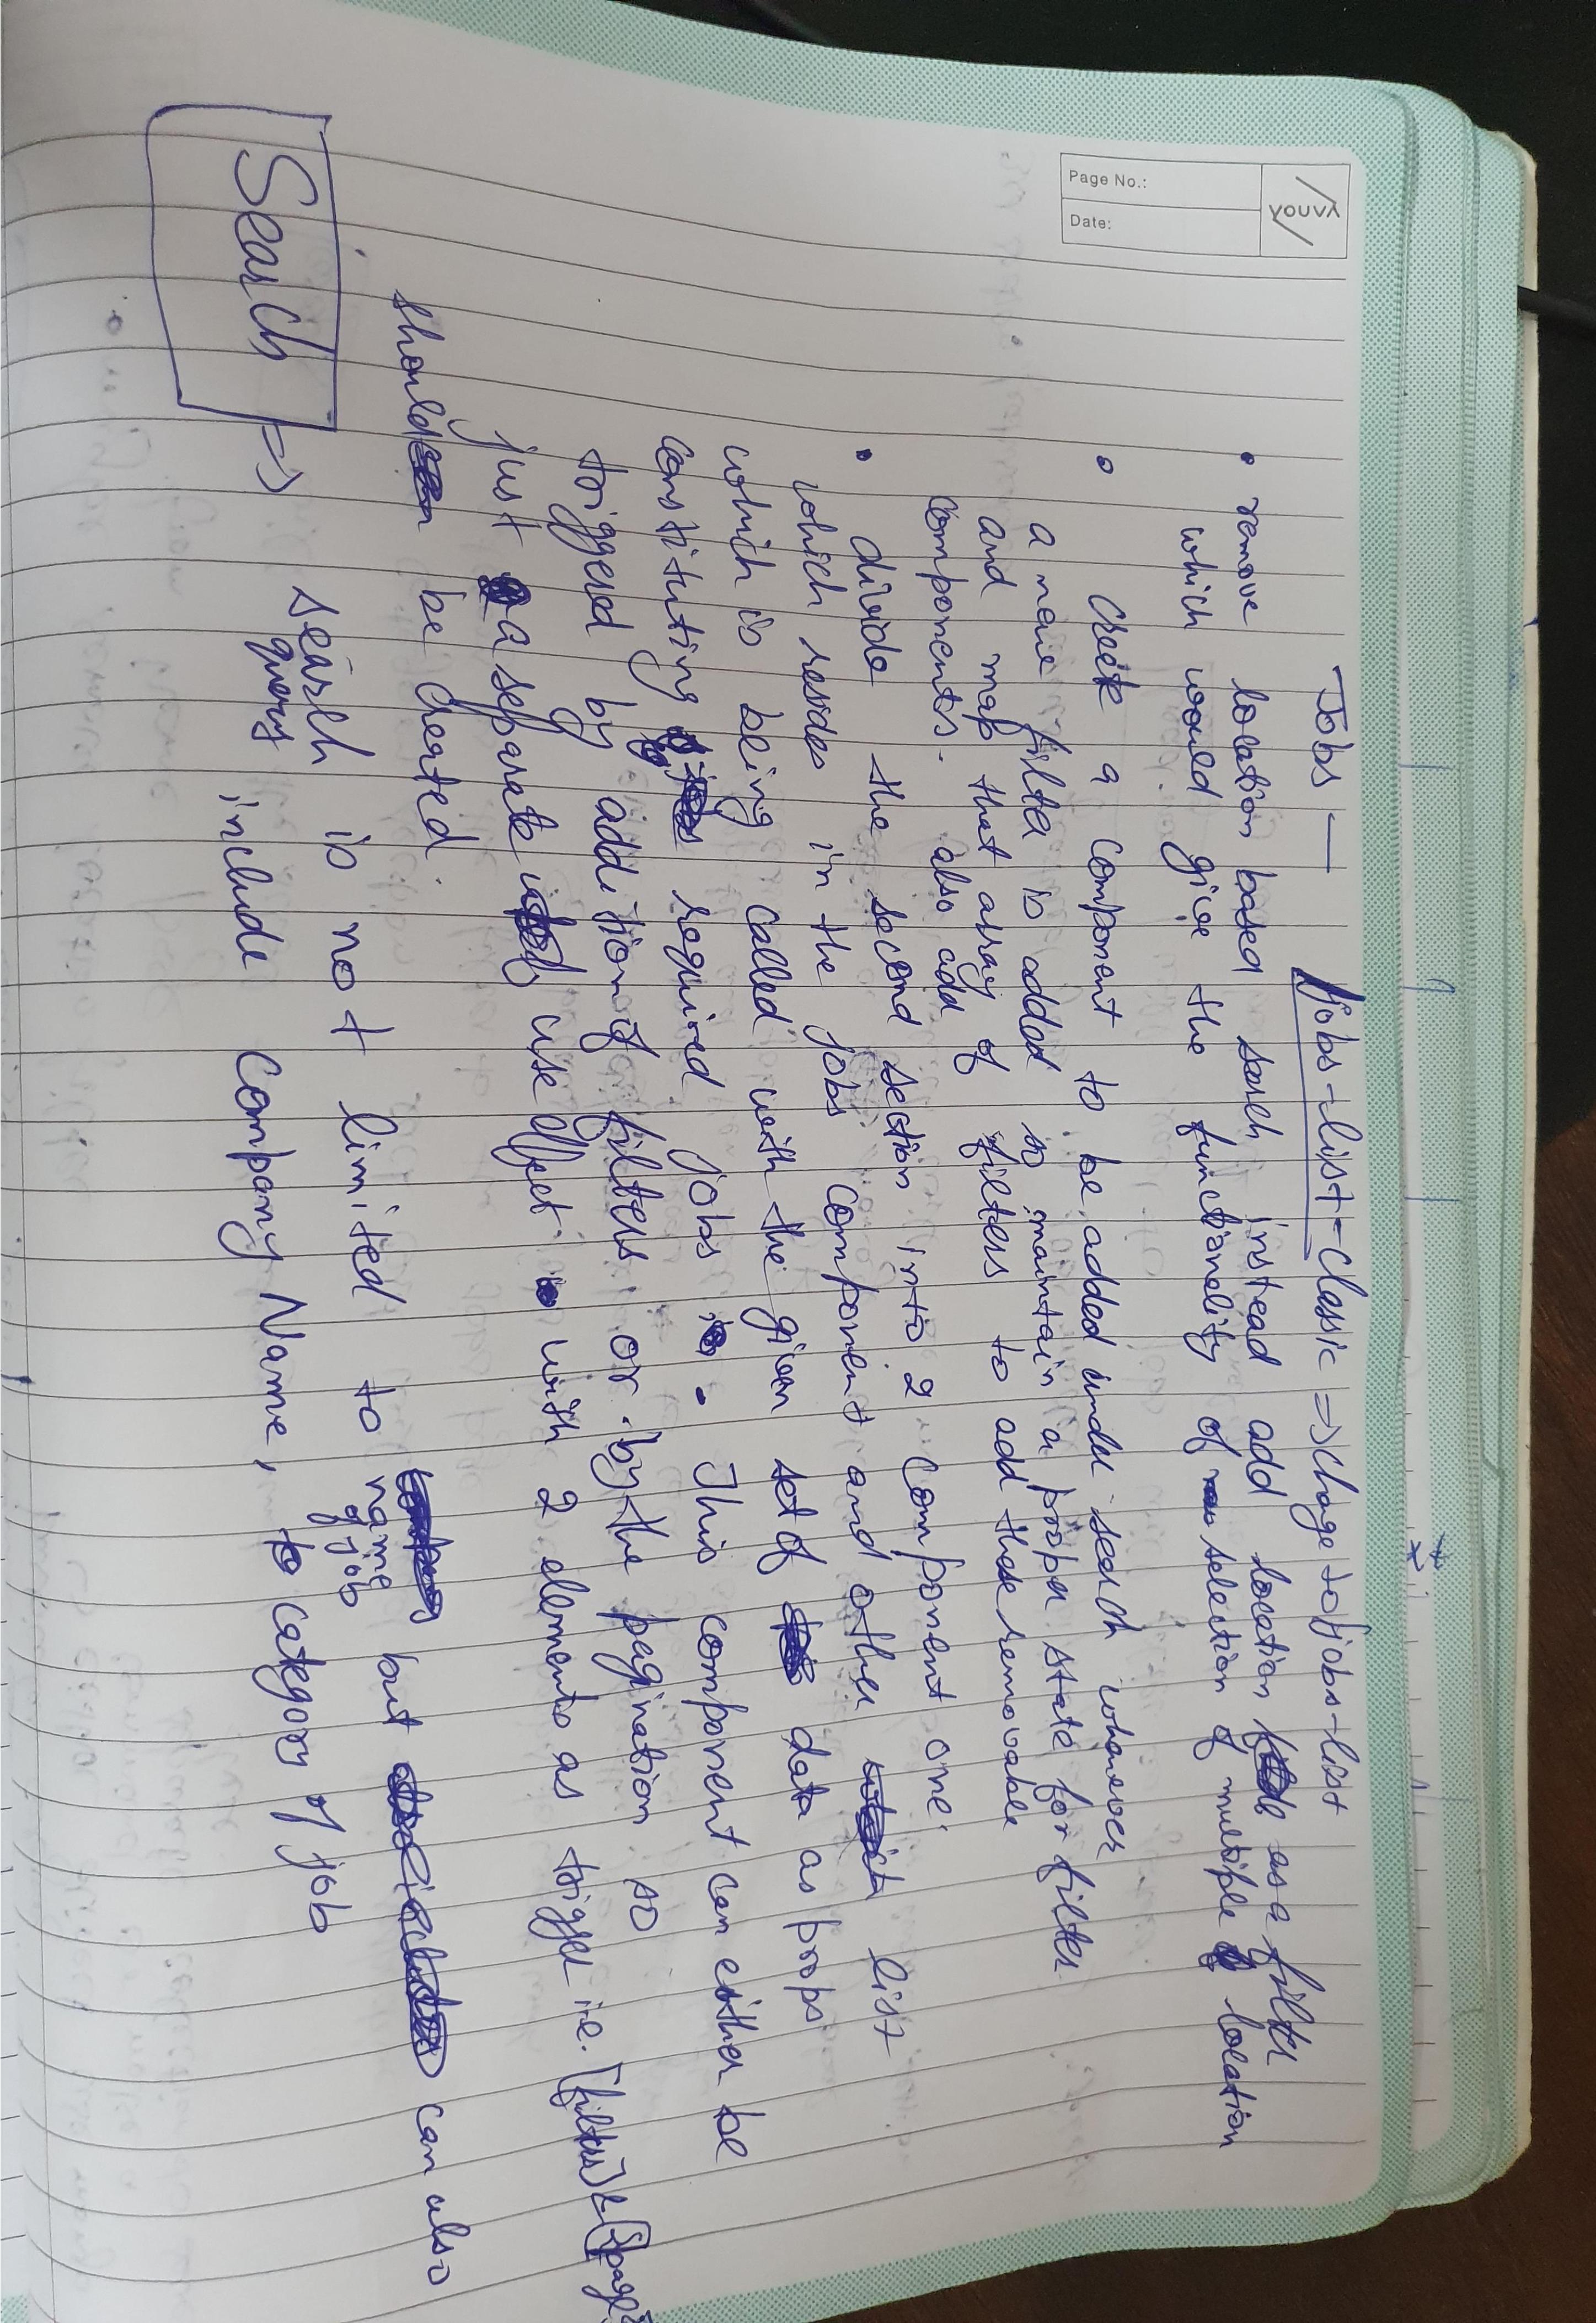 youva
Page No.:
Date:
Jobs — /jobs-list-classic => chage to /jobs-list
• remove location based search instead add location as a filter
which would give the functionality of selection of multiple location
• create a component to be added under search whenever
a new filter is added so maintain a proper state for filter
and map that array of filters to add these removable
components. also add
• divide the second section into 2 component one
which resides in the jobs component and other list
which is being called with the given set of data as props
constituting required jobs. This component can either be
triggered by addition of filters or by the pagination so
just a separate useEffect with 2 elements as trigger i.e. [filters] & [page]
should be created.
Search => search query is not limited to name of job but can also
include Company Name, category of job